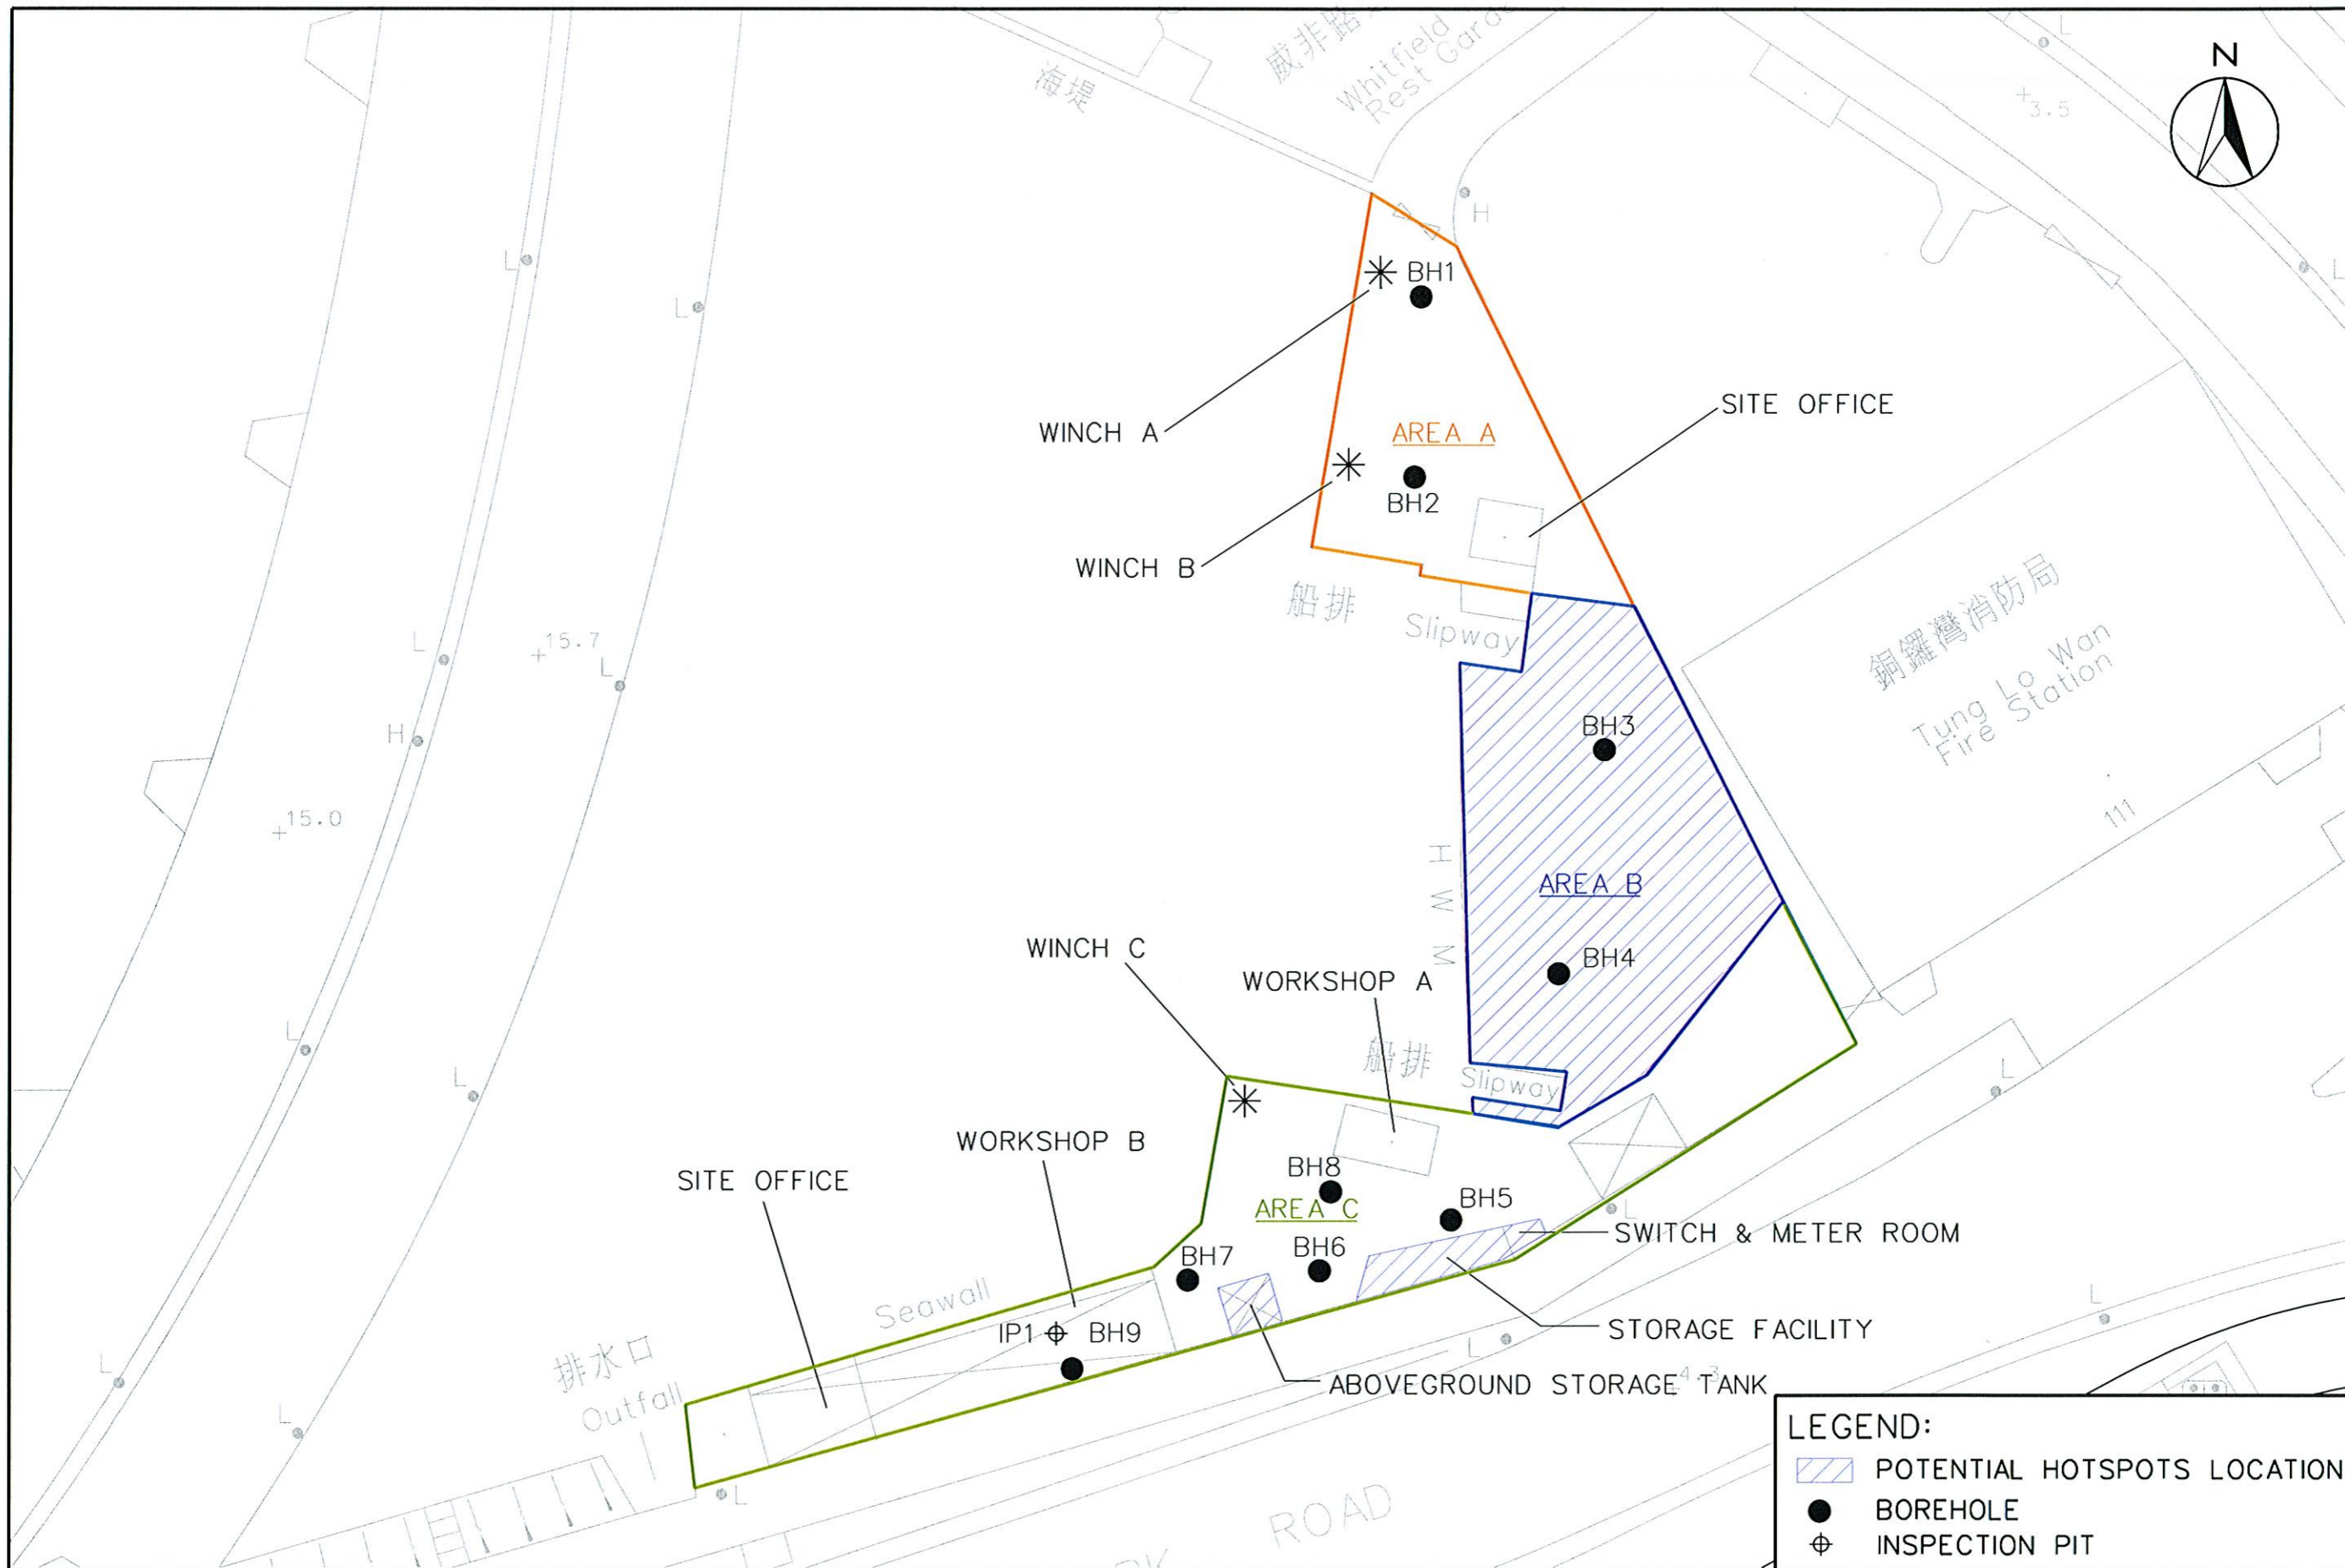 N
威非路
Whitfield
Rest Gard
海堤
L
3.5
H
L
L
L
BH1
WINCH A
AREA A
SITE OFFICE
BH2
WINCH B
船排
Slipway
銅鑼灣消防局
Tung Lo Wan
Fire Station
111
L
15.7
L
H
15.0
BH3
H W M
AREA B
BH4
WINCH C
WORKSHOP A
船排
Slipway
L
L
L
WORKSHOP B
SITE OFFICE
BH8
AREA C
BH5
SWITCH & METER ROOM
BH7
BH6
L
L
Seawall
IP1
BH9
STORAGE FACILITY
排水口
Outfall
L
L
4.3
ABOVEGROUND STORAGE TANK
L
L
ROAD
LEGEND:
POTENTIAL HOTSPOTS LOCATION
BOREHOLE
INSPECTION PIT